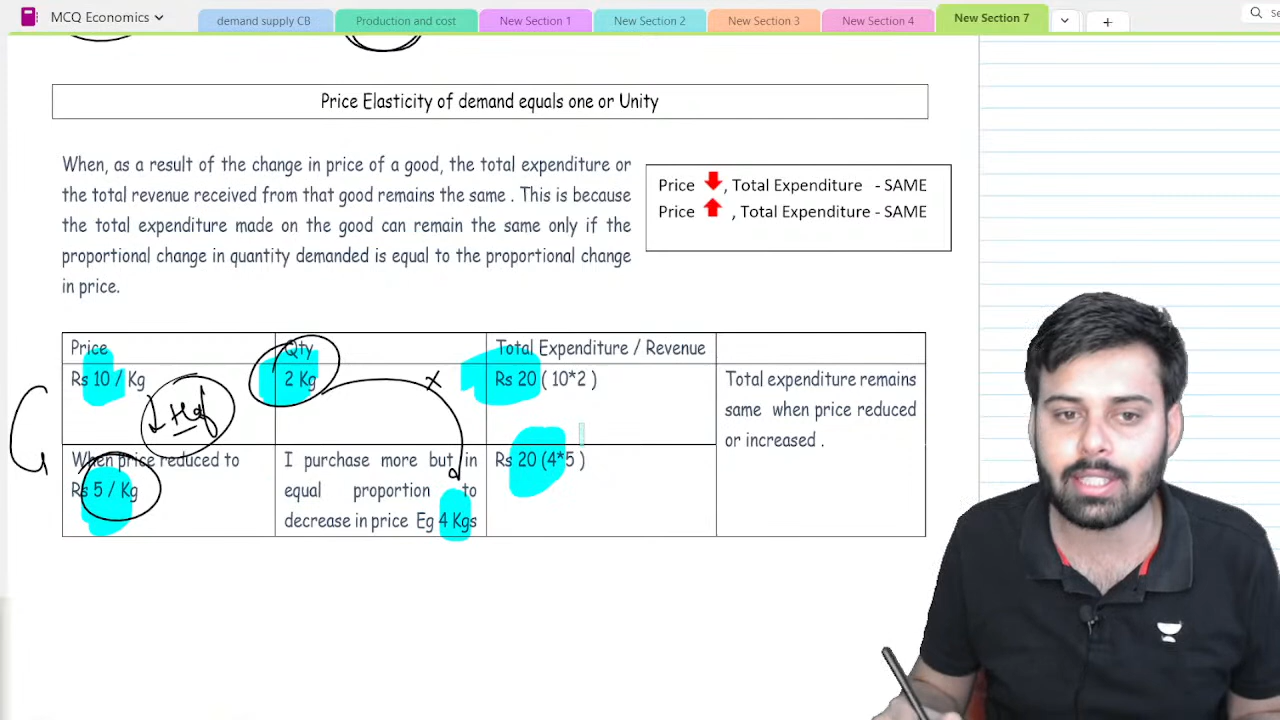 MCQ Economics
demand supply CB
Production and cost
New Section 1
New Section 2
New Section 3
New Section 4
New Section 7
Price Elasticity of demand equals one or Unity
When, as a result of the change in price of a good, the total expenditure or
the total revenue received from that good remains the same . This is because
the total expenditure made on the good can remain the same only if the
proportional change in quantity demanded is equal to the proportional change
in price.
Price ⬇, Total Expenditure - SAME
Price ⬆ , Total Expenditure - SAME
Price
Qty
Total Expenditure / Revenue
Rs 10 / Kg
2 Kg
Rs 20 ( 10*2 )
Total expenditure remains
same when price reduced
or increased .
When price reduced to
Rs 5 / Kg
I purchase more but in
equal proportion to
decrease in price Eg 4 Kgs
Rs 20 (4*5 )